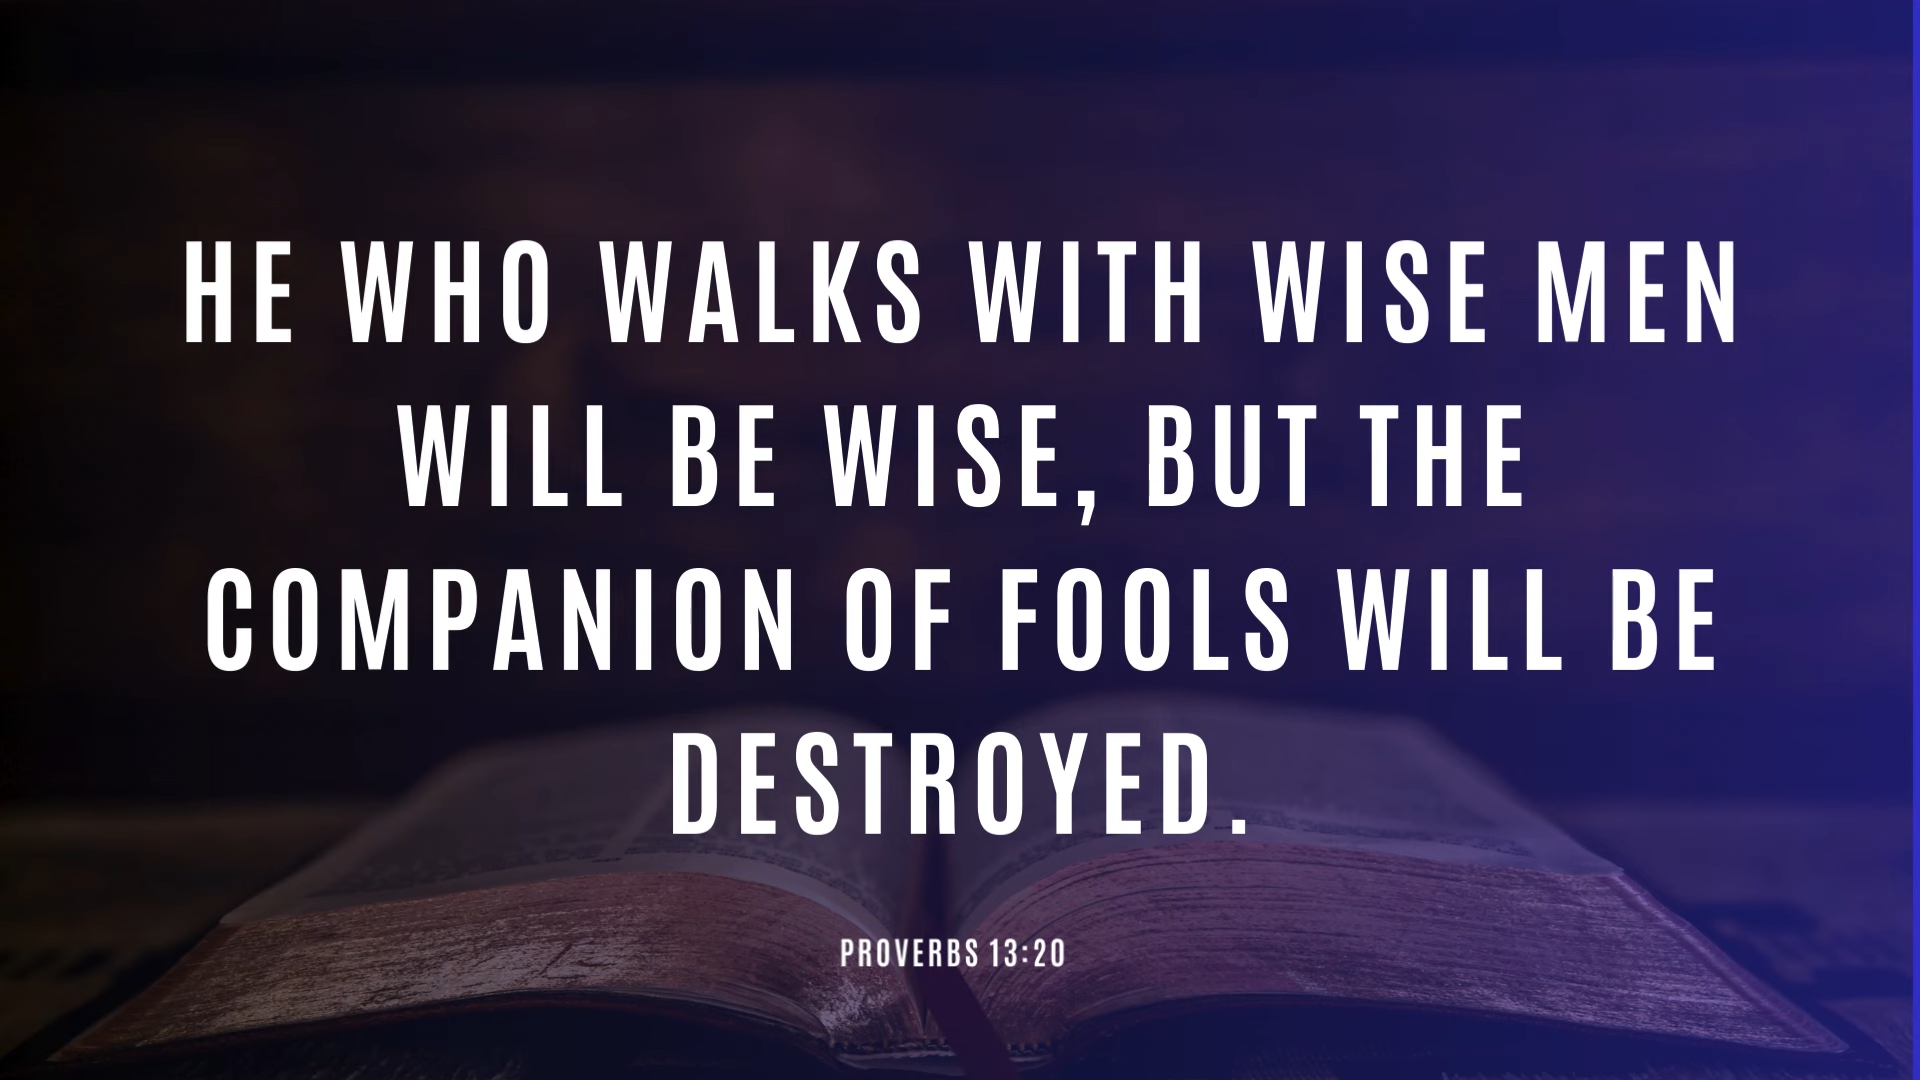 HE WHO WALKS WITH WISE MEN
WILL BE WISE, BUT THE
COMPANION OF FOOLS WILL BE
DESTROYED.
PROVERBS 13:20